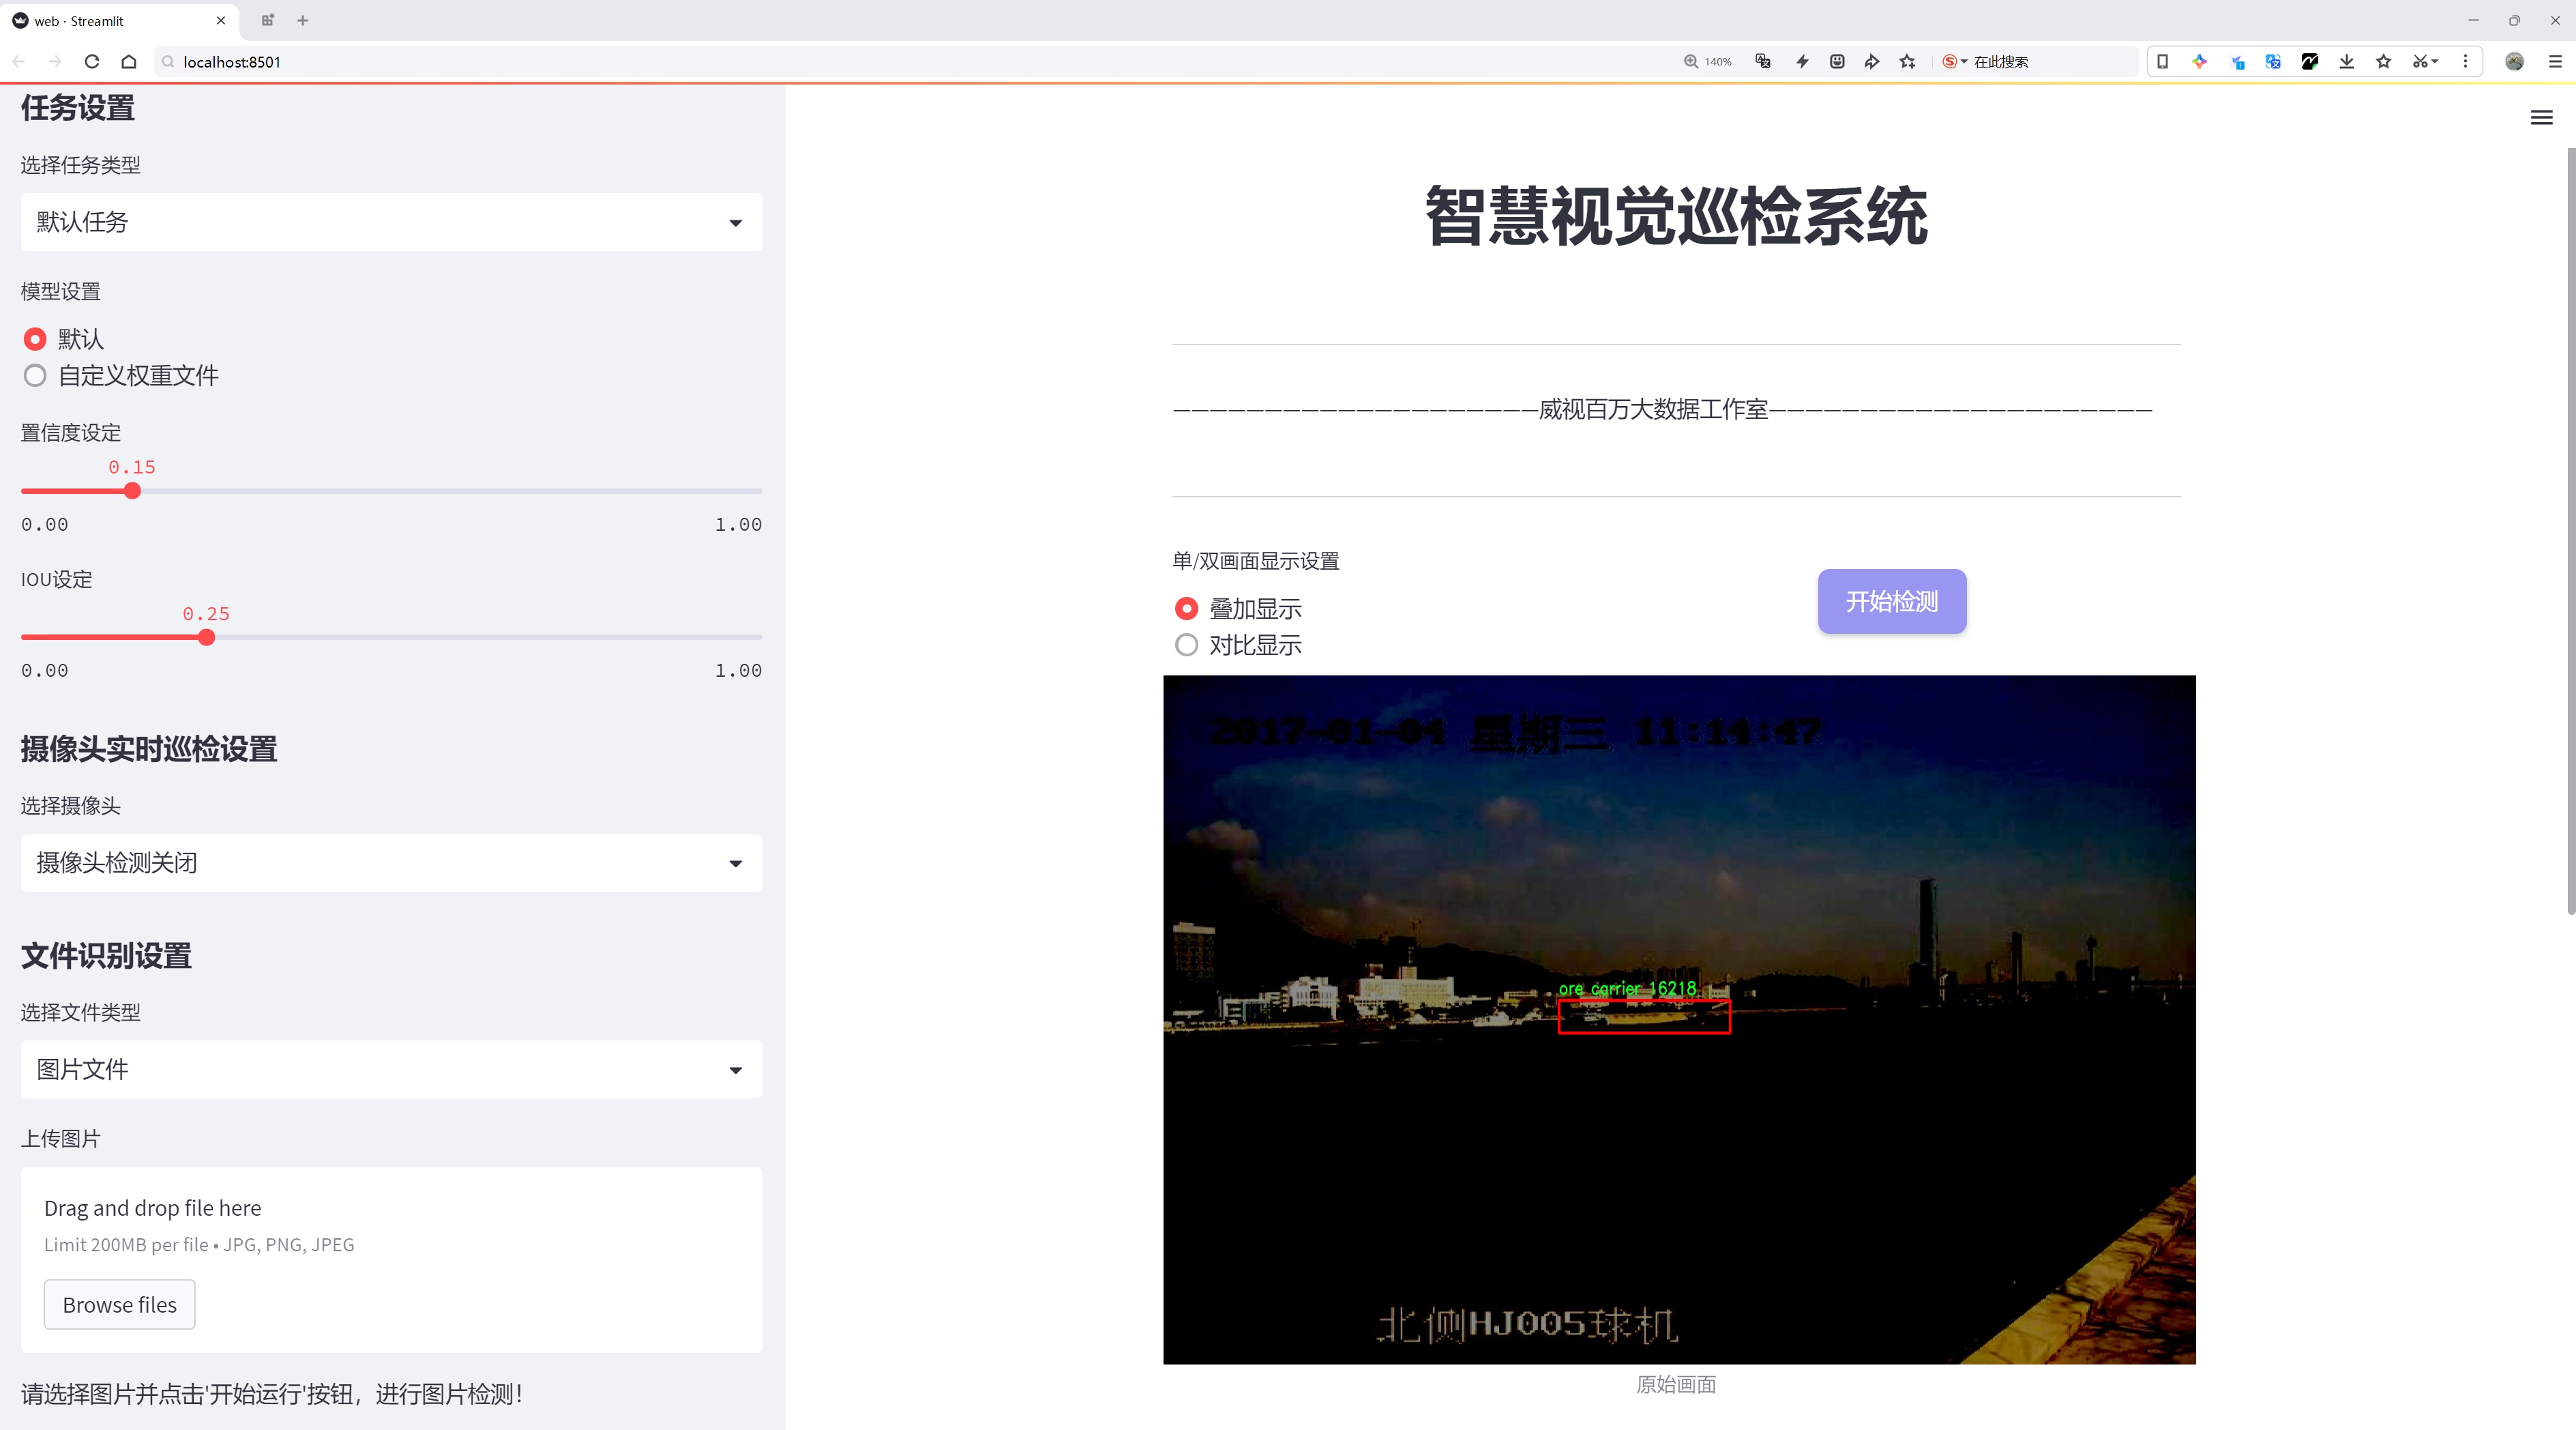 web · Streamlit
localhost:8501
140%
在此搜索
任务设置
选择任务类型
默认任务
模型设置
默认
自定义权重文件
置信度设定
0.15
0.00
1.00
IOU设定
0.25
0.00
1.00
摄像头实时巡检设置
选择摄像头
摄像头检测关闭
文件识别设置
选择文件类型
图片文件
上传图片
Drag and drop file here
Limit 200MB per file • JPG, PNG, JPEG
Browse files
请选择图片并点击'开始运行'按钮，进行图片检测！
智慧视觉巡检系统
—————————————————————威视百万大数据工作室—————————————————————
单/双画面显示设置
叠加显示
对比显示
开始检测
2017-01-04 星期三 11:14:47
ore carrier 16218
北侧HJ005球机
原始画面